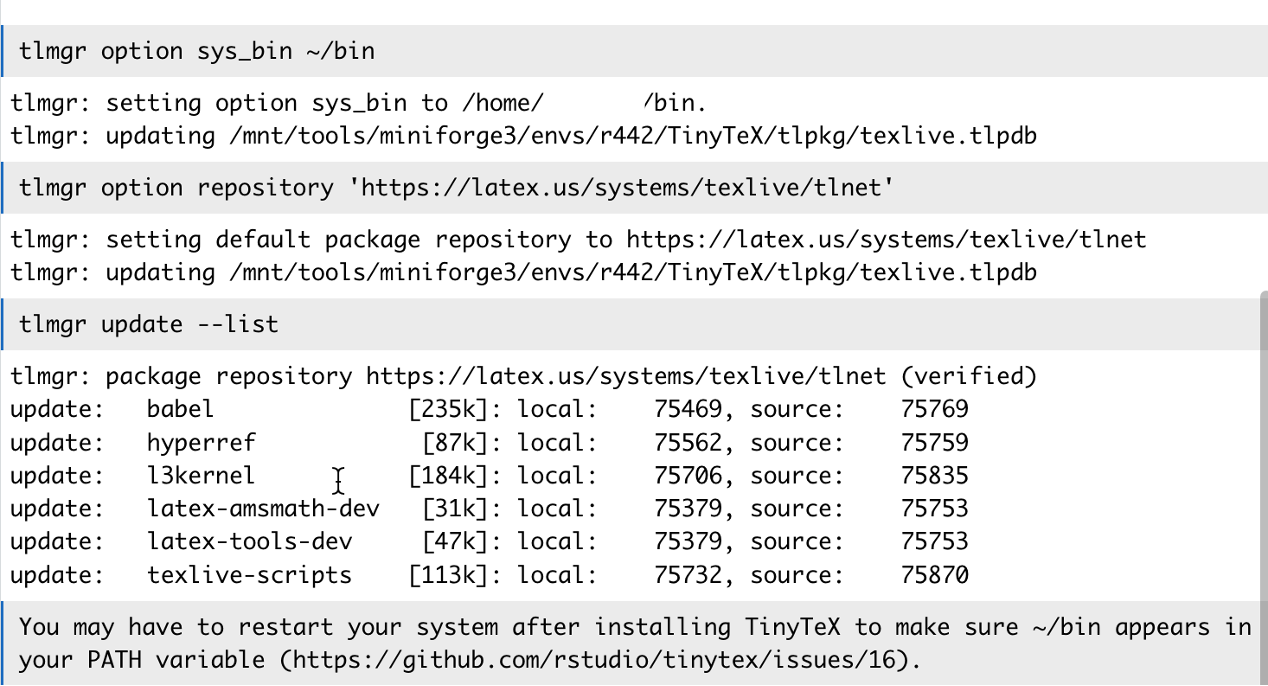 tlmgr option sys_bin ~/bin
tlmgr: setting option sys_bin to /home/ /bin.
tlmgr: updating /mnt/tools/miniforge3/envs/r442/TinyTeX/tlpkg/texlive.tlpdb
tlmgr option repository 'https://latex.us/systems/texlive/tlnet'
tlmgr: setting default package repository to https://latex.us/systems/texlive/tlnet
tlmgr: updating /mnt/tools/miniforge3/envs/r442/TinyTeX/tlpkg/texlive.tlpdb
tlmgr update --list
tlmgr: package repository https://latex.us/systems/texlive/tlnet (verified)
update: babel [235k]: local: 75469, source: 75769
update: hyperref [87k]: local: 75562, source: 75759
update: l3kernel [184k]: local: 75706, source: 75835
update: latex-amsmath-dev [31k]: local: 75379, source: 75753
update: latex-tools-dev [47k]: local: 75379, source: 75753
update: texlive-scripts [113k]: local: 75732, source: 75870
You may have to restart your system after installing TinyTeX to make sure ~/bin appears in
your PATH variable (https://github.com/rstudio/tinytex/issues/16).